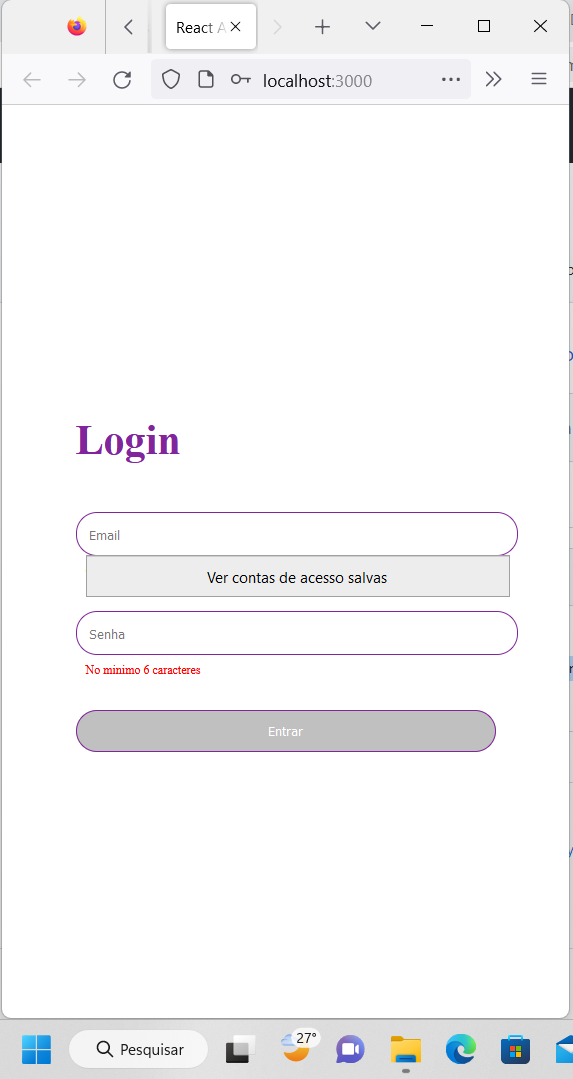 React A
localhost:3000
Login
Email
Ver contas de acesso salvas
Senha
No minimo 6 caracteres
Entrar
Pesquisar
27°